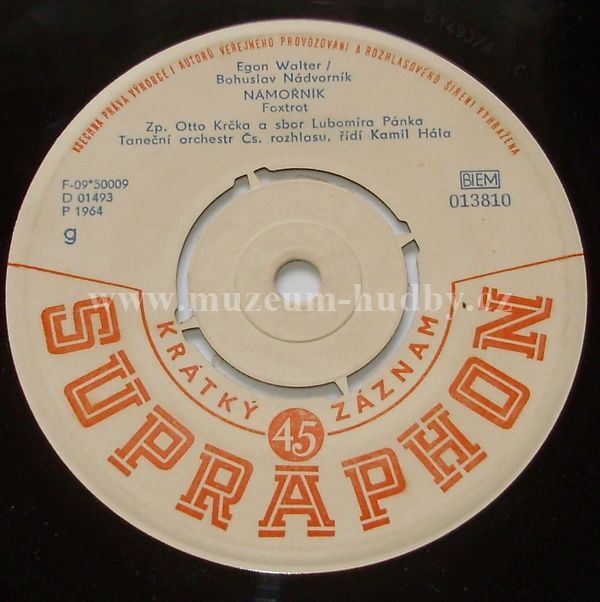 VŠECHNA PRÁVA VÝROBCE I AUTORŮ VEŘEJNÉHO PROVOZOVÁNÍ A ROZHLASOVÉHO ŠÍŘENÍ VYHRAŽENA
Egon Walter /
Bohuslav Nádvorník
NÁMOŘNÍK
Foxtrot
Zp. Otto Krčka a sbor Lubomíra Pánka
Taneční orchestr Čs. rozhlasu, řídí Kamil Hála
F-09*50009
D 01493
P 1964
g
BIEM
013810
www.muzeum-hudby.cz
KRÁTKÝ 45 ZÁZNAM
SUPRAPHON